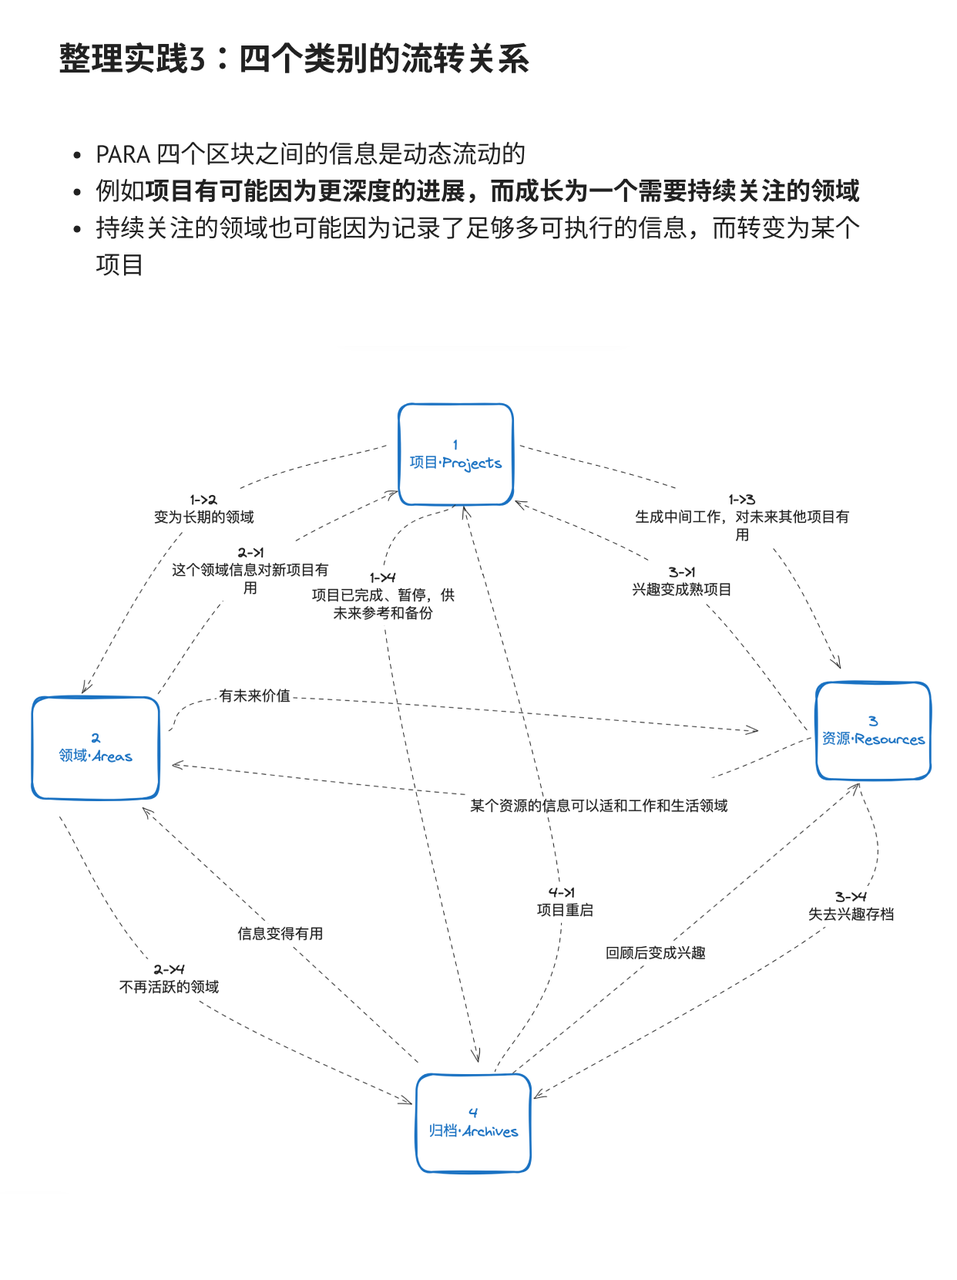 整理实践3：四个类别的流转关系
• PARA 四个区块之间的信息是动态流动的
• 例如项目有可能因为更深度的进展，而成长为一个需要持续关注的领域
• 持续关注的领域也可能因为记录了足够多可执行的信息，而转变为某个
项目
1
项目·Projects
1->2
变为长期的领域
1->3
生成中间工作，对未来其他项目有
用
2->1
这个领域信息对新项目有
用
1->4
项目已完成、暂停，供
未来参考和备份
3->1
兴趣变成熟项目
有未来价值
2
领域·Areas
3
资源·Resources
某个资源的信息可以适和工作和生活领域
4->1
项目重启
3->4
失去兴趣存档
信息变得有用
回顾后变成兴趣
2->4
不再活跃的领域
4
归档·Archives